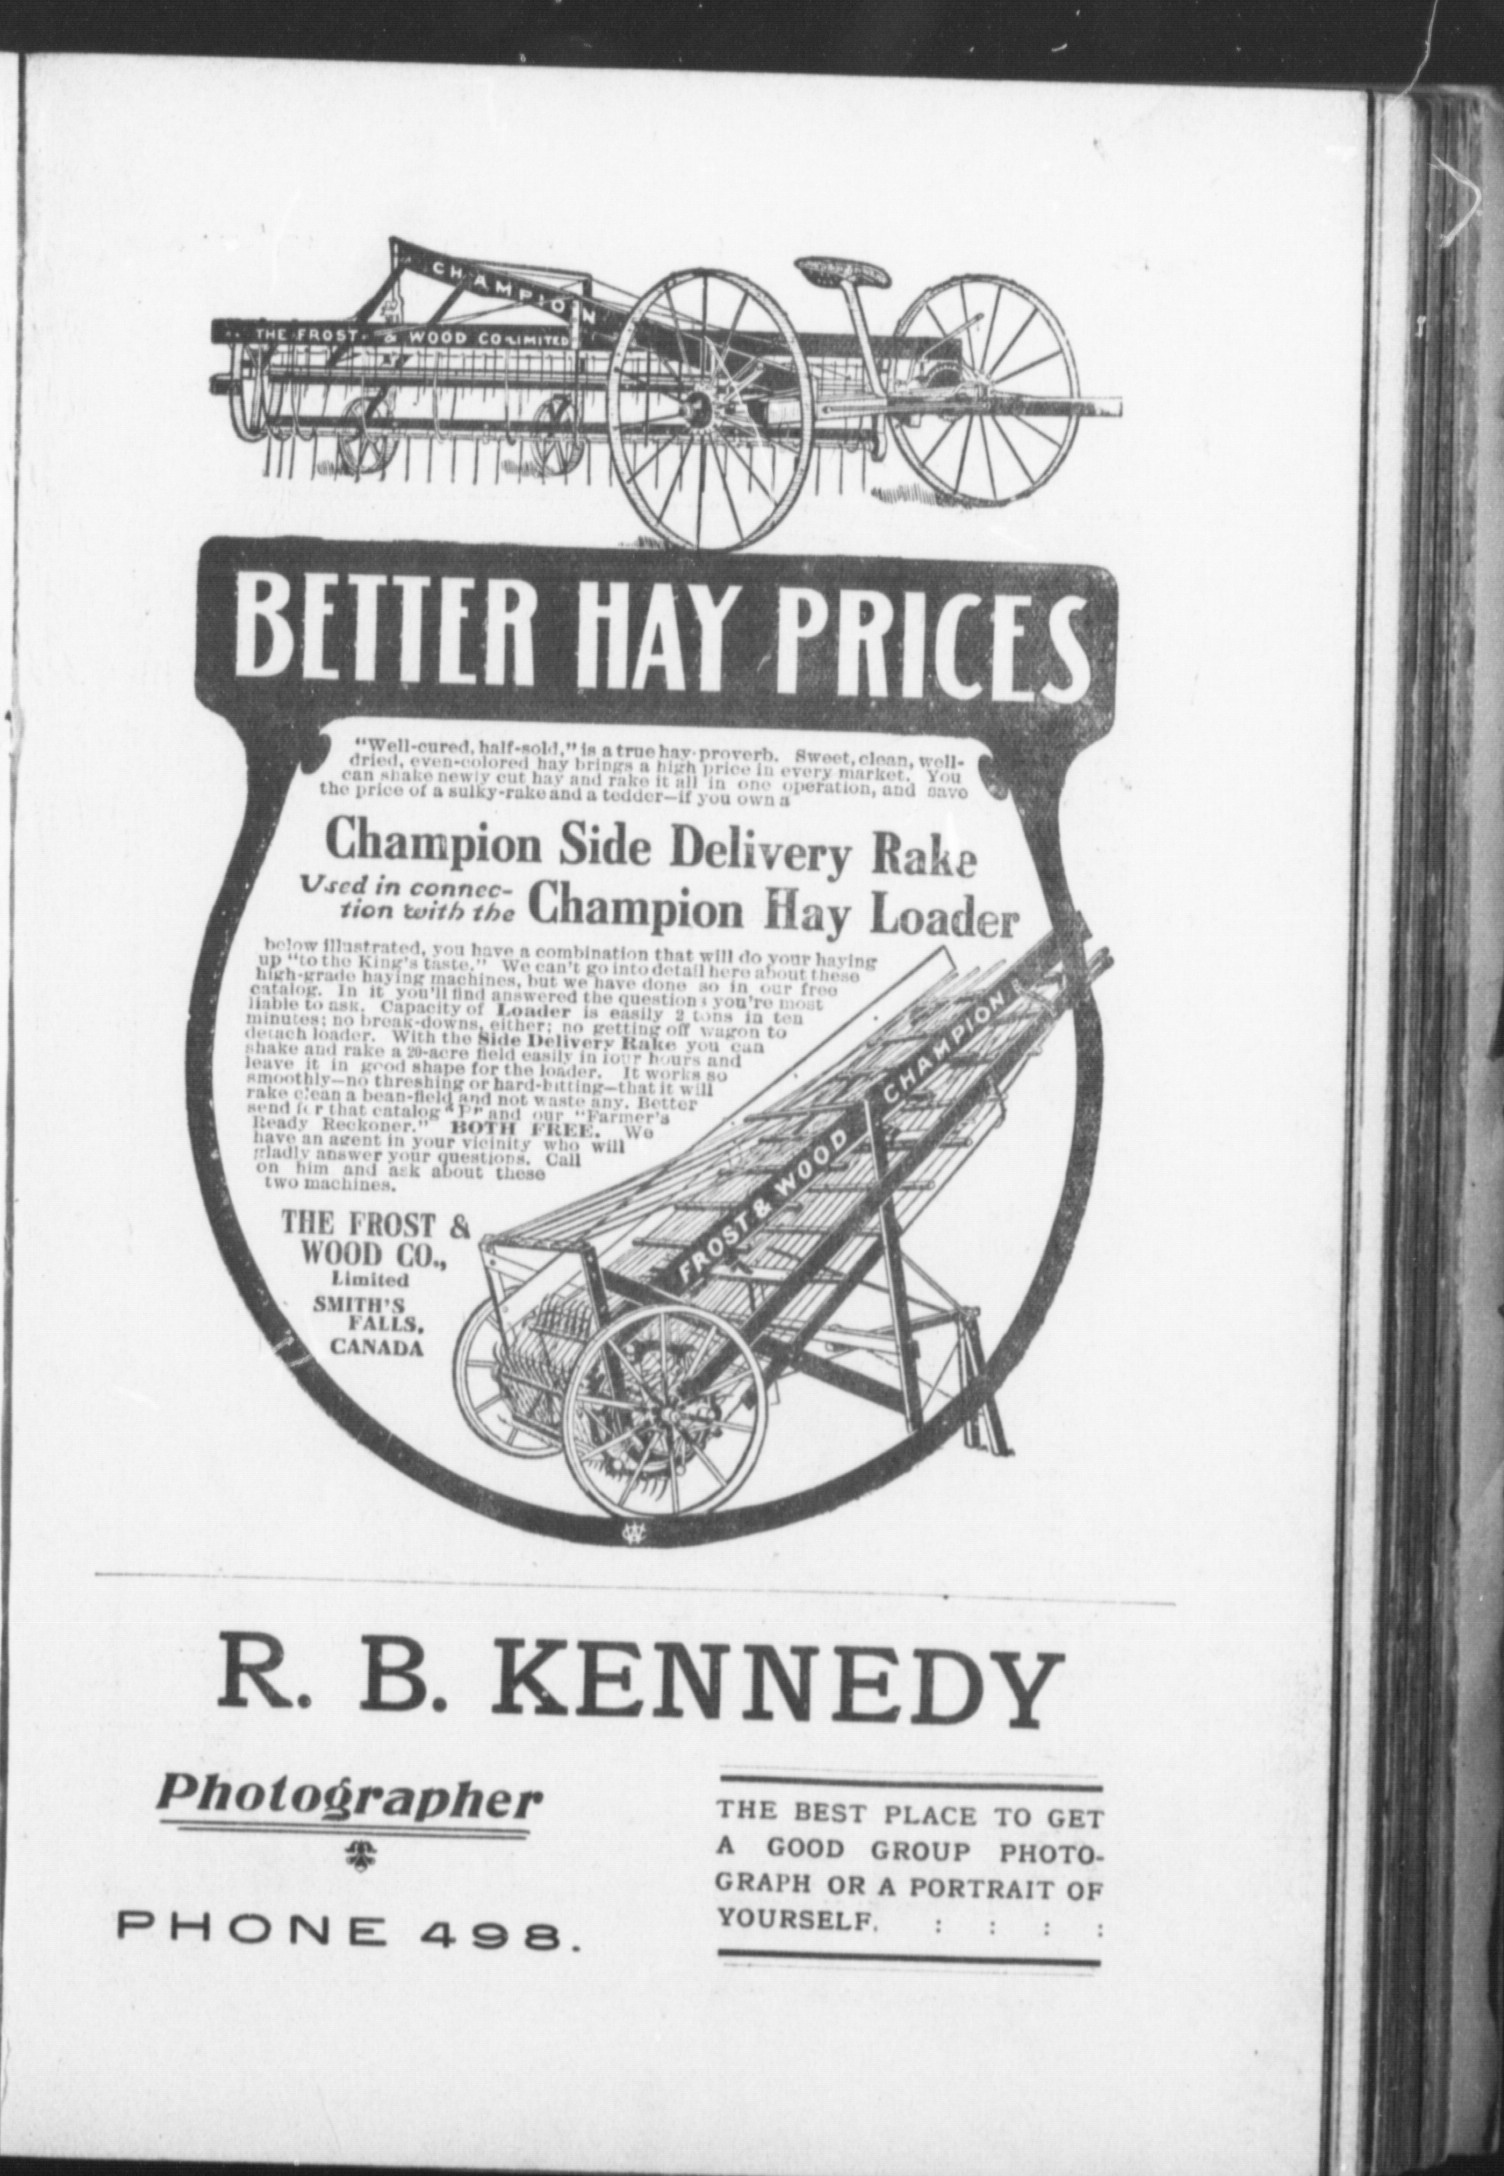 CHAMPION
THE FROST & WOOD CO LIMITED
BETTER HAY PRICES
"Well-cured, half-sold," is a true hay-proverb. Sweet, clean, well-
dried, even-colored hay brings a high price in every market. You
can shake newly cut hay and rake it all in one operation, and save
the price of a sulky-rake and a tedder—if you own a
Champion Side Delivery Rake
Used in connec-
tion with the Champion Hay Loader
below illustrated, you have a combination that will do your haying
up "to the King's taste." We can't go into detail here about these
high-grade haying machines, but we have done so in our free
catalog. In it you'll find answered the questions you're most
liable to ask. Capacity of Loader is easily 2 tons in ten
minutes; no break-downs, either; no getting off wagon to
detach loader. With the Side Delivery Rake you can
shake and rake a 20-acre field easily in four hours and
leave it in good shape for the loader. It works so
smoothly—no threshing or hard-hitting—that it will
rake clean a bean-field and not waste any. Better
send for that catalog "P" and our "Farmer's
Ready Reckoner." BOTH FREE. We
have an agent in your vicinity who will
gladly answer your questions. Call
on him and ask about these
two machines.
THE FROST &
WOOD CO.,
Limited
SMITH'S
FALLS,
CANADA
FROST & WOOD CHAMPION
R. B. KENNEDY
Photographer
PHONE 498.
THE BEST PLACE TO GET
A GOOD GROUP PHOTO-
GRAPH OR A PORTRAIT OF
YOURSELF. : : : :